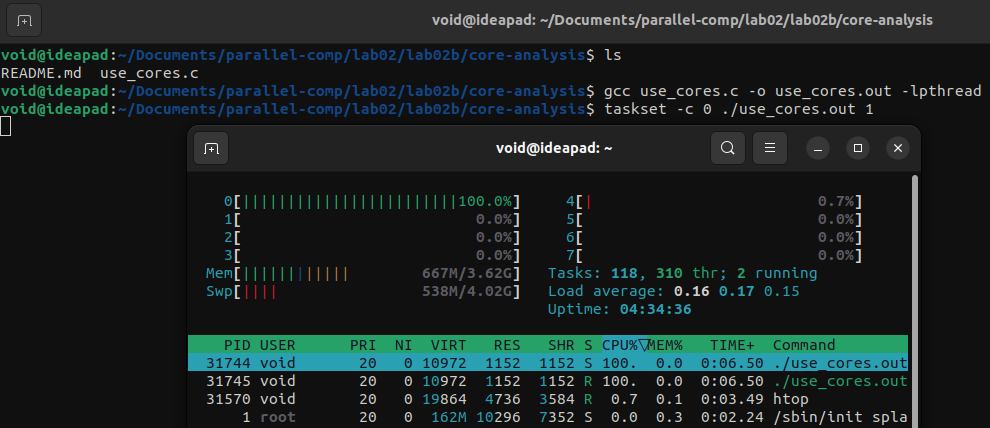 void@ideapad: ~/Documents/parallel-comp/lab02/lab02b/core-analysis
void@ideapad:~/Documents/parallel-comp/lab02/lab02b/core-analysis$ ls
README.md  use_cores.c
void@ideapad:~/Documents/parallel-comp/lab02/lab02b/core-analysis$ gcc use_cores.c -o use_cores.out -lpthread
void@ideapad:~/Documents/parallel-comp/lab02/lab02b/core-analysis$ taskset -c 0 ./use_cores.out 1
void@ideapad: ~
0[||||||||||||||||||||||||100.0%] 4[| 0.7%]
1[ 0.0%] 5[ 0.0%]
2[ 0.0%] 6[ 0.0%]
3[ 0.0%] 7[ 0.0%]
Mem[|||||||||||| 667M/3.62G] Tasks: 118, 310 thr; 2 running
Swp[|||| 538M/4.02G] Load average: 0.16 0.17 0.15
Uptime: 04:34:36
PID USER PRI NI VIRT RES SHR S CPU%▽MEM% TIME+ Command
31744 void 20 0 10972 1152 1152 S 100. 0.0 0:06.50 ./use_cores.out
31745 void 20 0 10972 1152 1152 R 100. 0.0 0:06.50 ./use_cores.out
31570 void 20 0 19864 4736 3584 R 0.7 0.1 0:03.49 htop
1 root 20 0 162M 10296 7352 S 0.0 0.3 0:02.24 /sbin/init spla